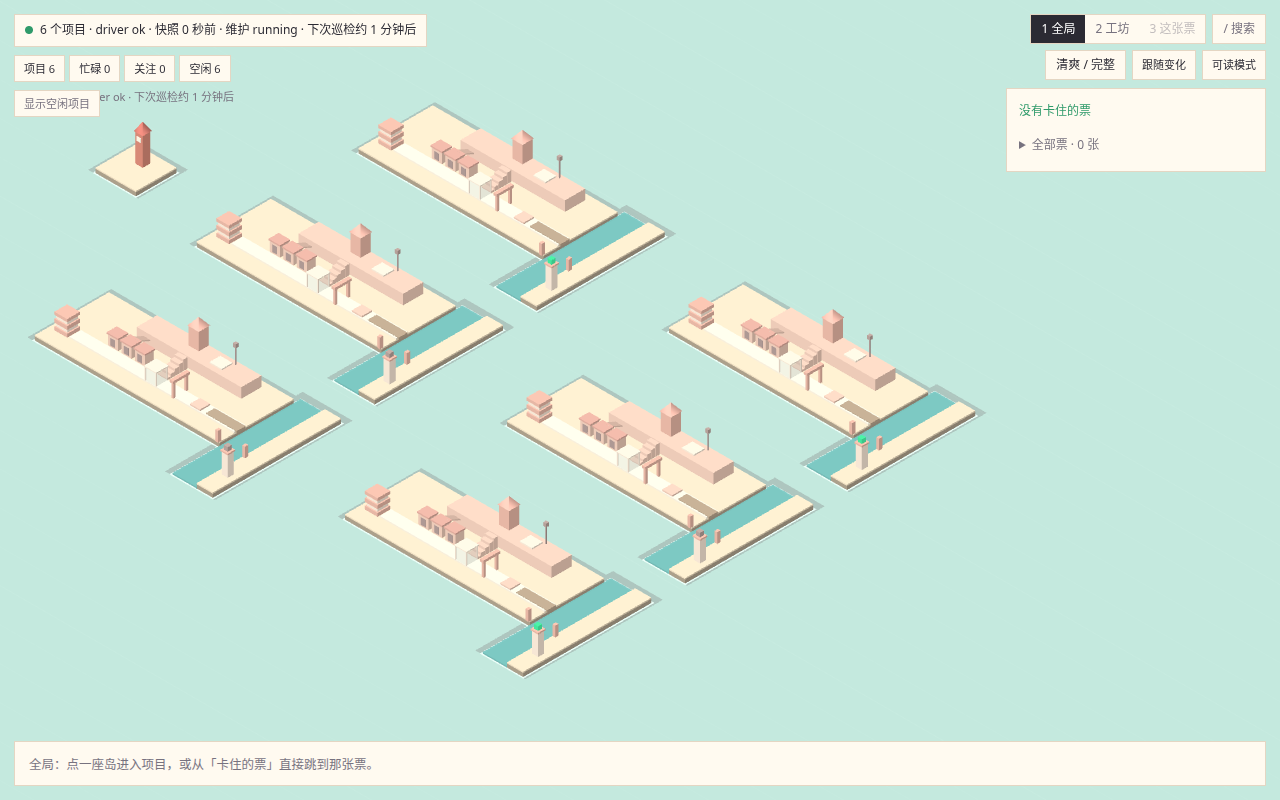 6 个项目 · driver ok · 快照 0 秒前 · 维护 running · 下次巡检约 1 分钟后
1 全局 2 工坊 3 这张票 / 搜索
项目 6 忙碌 0 关注 0 空闲 6
清爽 / 完整 跟随变化 可读模式
显示空闲项目 er ok · 下次巡检约 1 分钟后
没有卡住的票
▶ 全部票 · 0 张
全局：点一座岛进入项目，或从「卡住的票」直接跳到那张票。